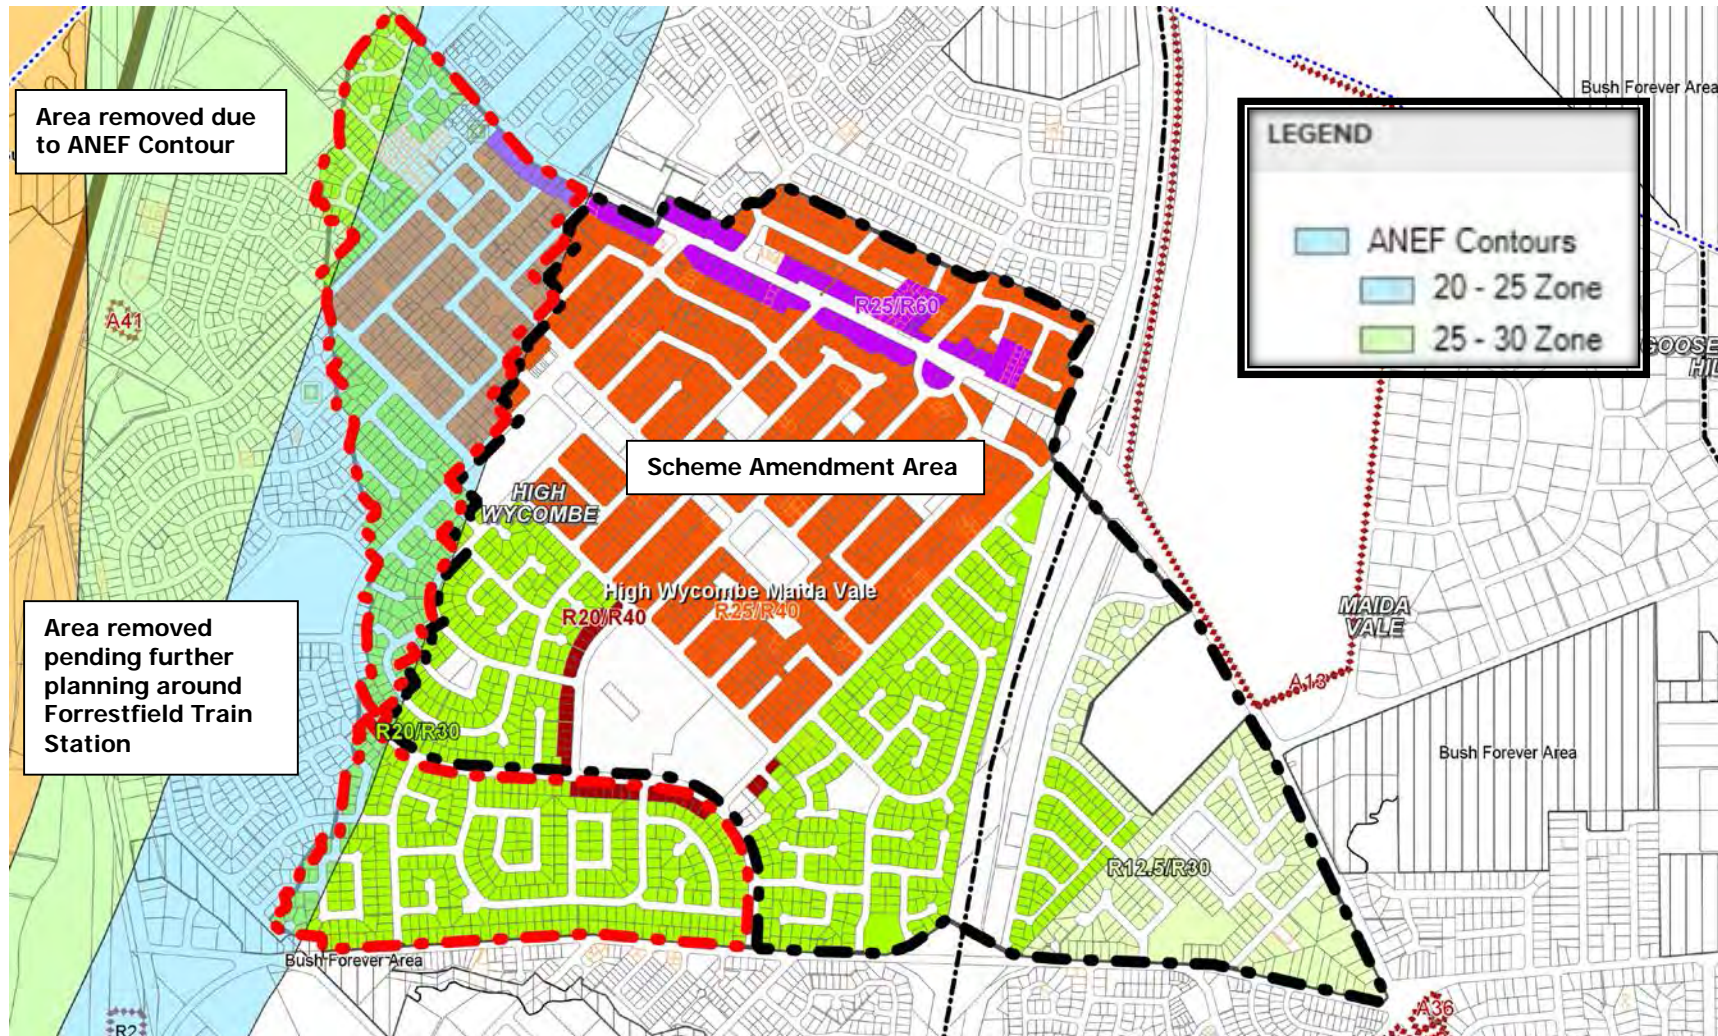 Area removed due
to ANEF Contour
Bush Forever Area
LEGEND
ANEF Contours
20 - 25 Zone
25 - 30 Zone
A41
R25/R60
GOOSE
HIL
Scheme Amendment Area
HIGH
WYCOMBE
High Wycombe Maida Vale
R20/R40
R25/R40
MAIDA
VALE
Area removed
pending further
planning around
Forrestfield Train
Station
A13
R20/R30
Bush Forever Area
R12.5/R30
Bush Forever Area
A36
R2